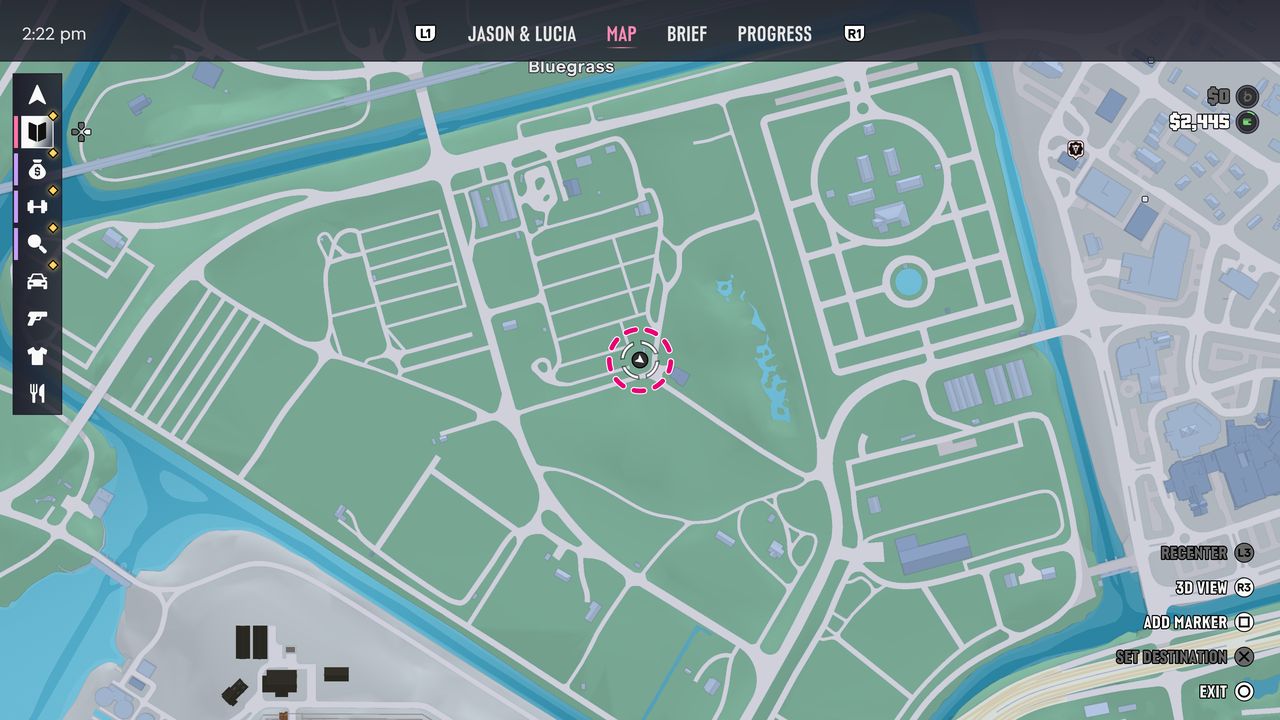 2:22 pm
L1 JASON & LUCIA MAP BRIEF PROGRESS R1
Bluegrass
$0
$2,445
RECENTER L3
3D VIEW R3
ADD MARKER
SET DESTINATION
EXIT